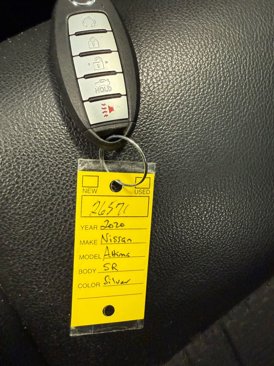 HOLD
NEW USED
26571
YEAR 2020
MAKE Nissan
MODEL Altima
BODY SR
COLOR Silver